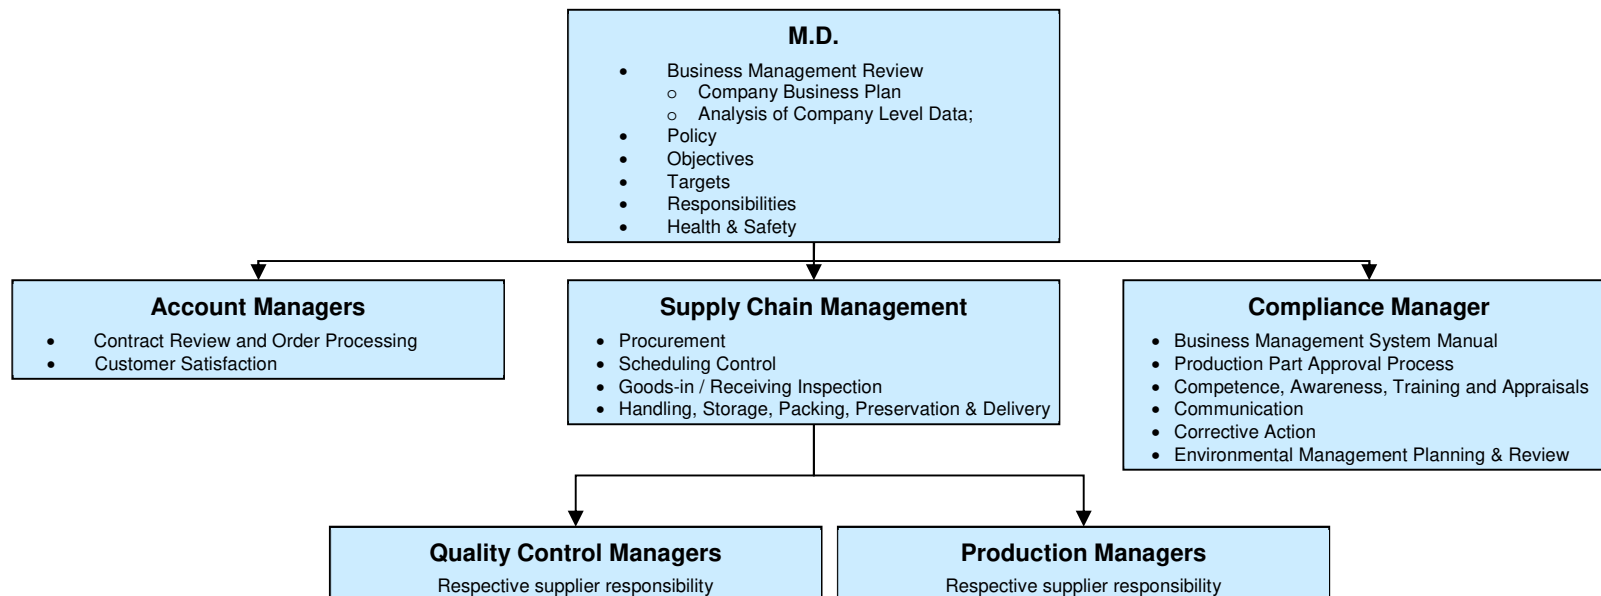 M.D.
• Business Management Review
o Company Business Plan
o Analysis of Company Level Data;
• Policy
• Objectives
• Targets
• Responsibilities
• Health & Safety
Account Managers
• Contract Review and Order Processing
• Customer Satisfaction
Supply Chain Management
• Procurement
• Scheduling Control
• Goods-in / Receiving Inspection
• Handling, Storage, Packing, Preservation & Delivery
Compliance Manager
• Business Management System Manual
• Production Part Approval Process
• Competence, Awareness, Training and Appraisals
• Communication
• Corrective Action
• Environmental Management Planning & Review
Quality Control Managers
Respective supplier responsibility
Production Managers
Respective supplier responsibility